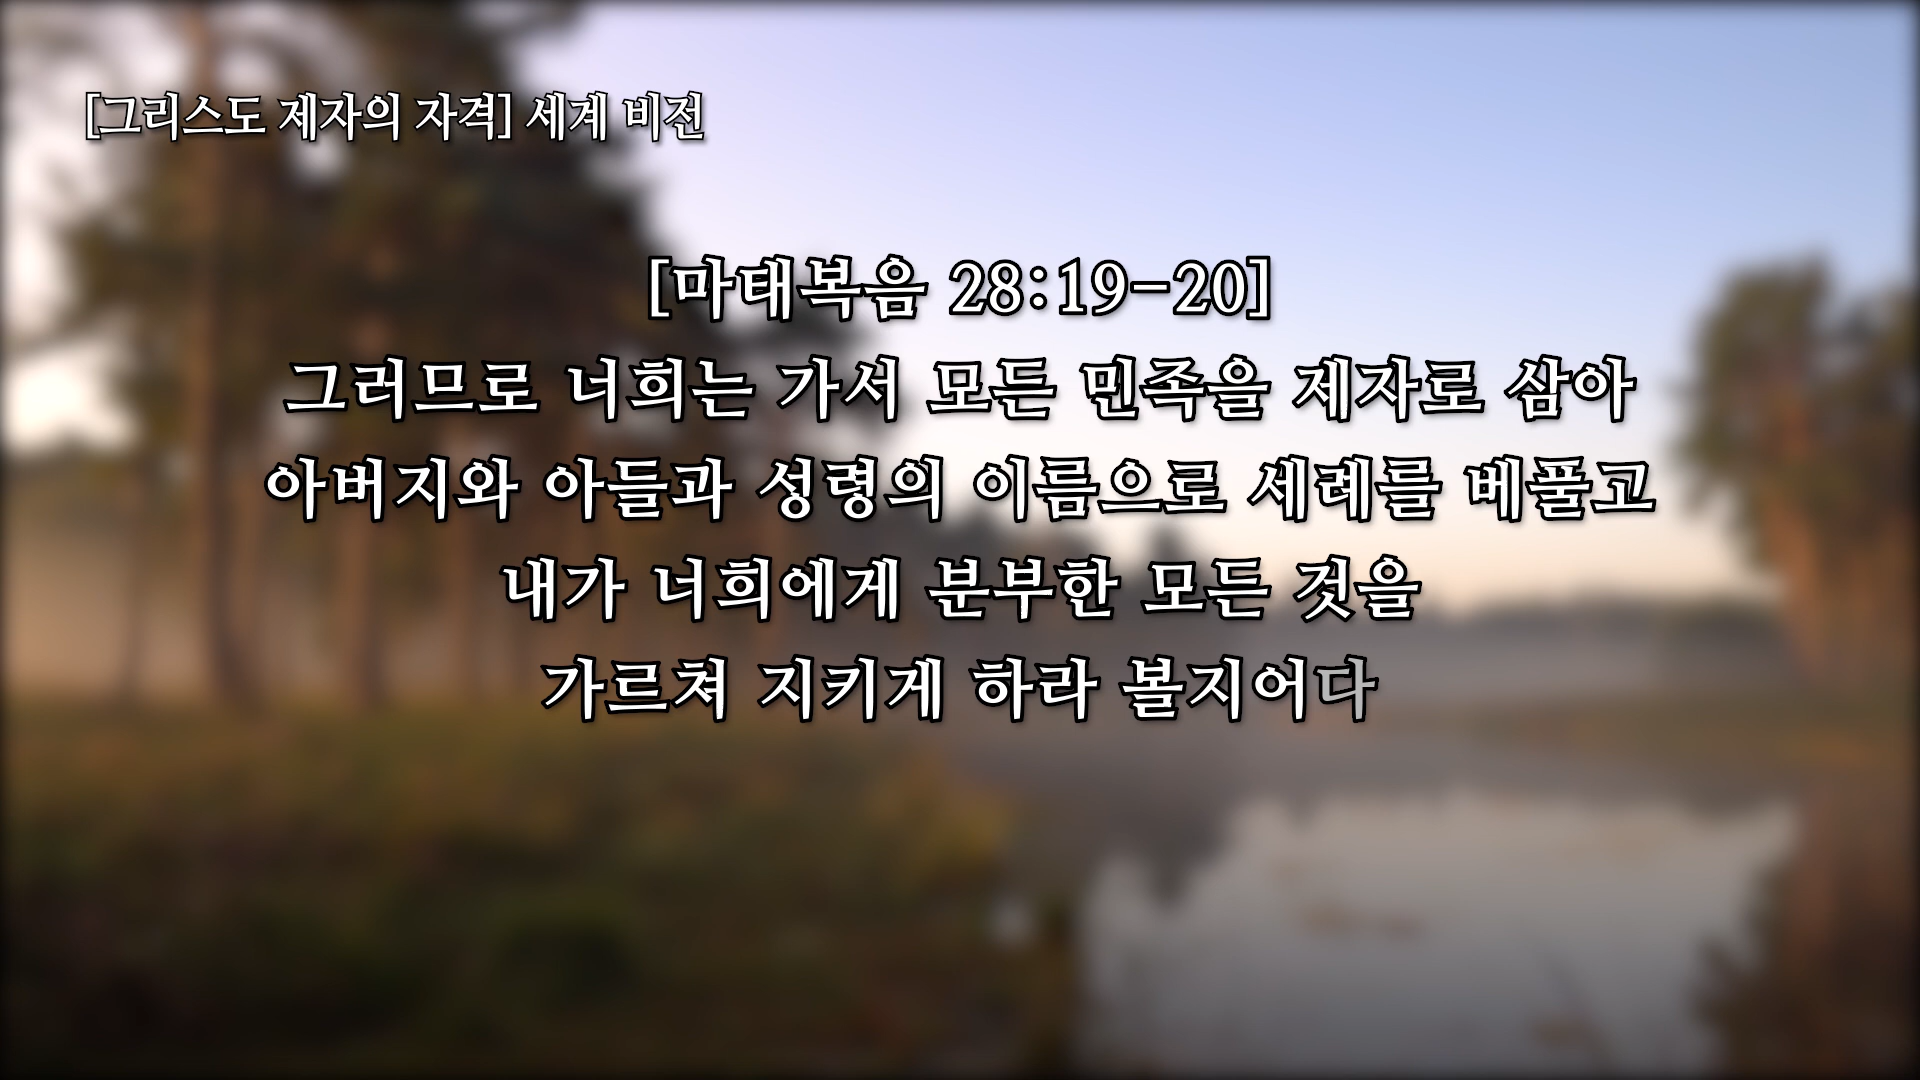 [그리스도 제자의 자격] 세계 비전
[마태복음 28:19-20]
그러므로 너희는 가서 모든 민족을 제자로 삼아
아버지와 아들과 성령의 이름으로 세례를 베풀고
내가 너희에게 분부한 모든 것을
가르쳐 지키게 하라 볼지어다